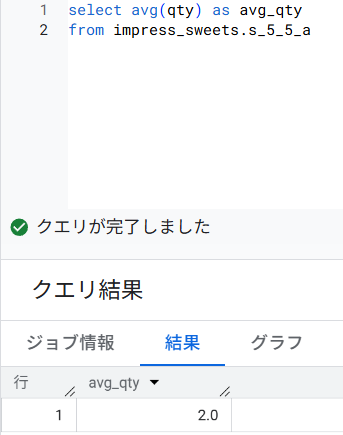 1 select avg(qty) as avg_qty
2 from impress_sweets.s_5_5_a
クエリが完了しました
クエリ結果
ジョブ情報 結果 グラフ
行 avg_qty
1 2.0